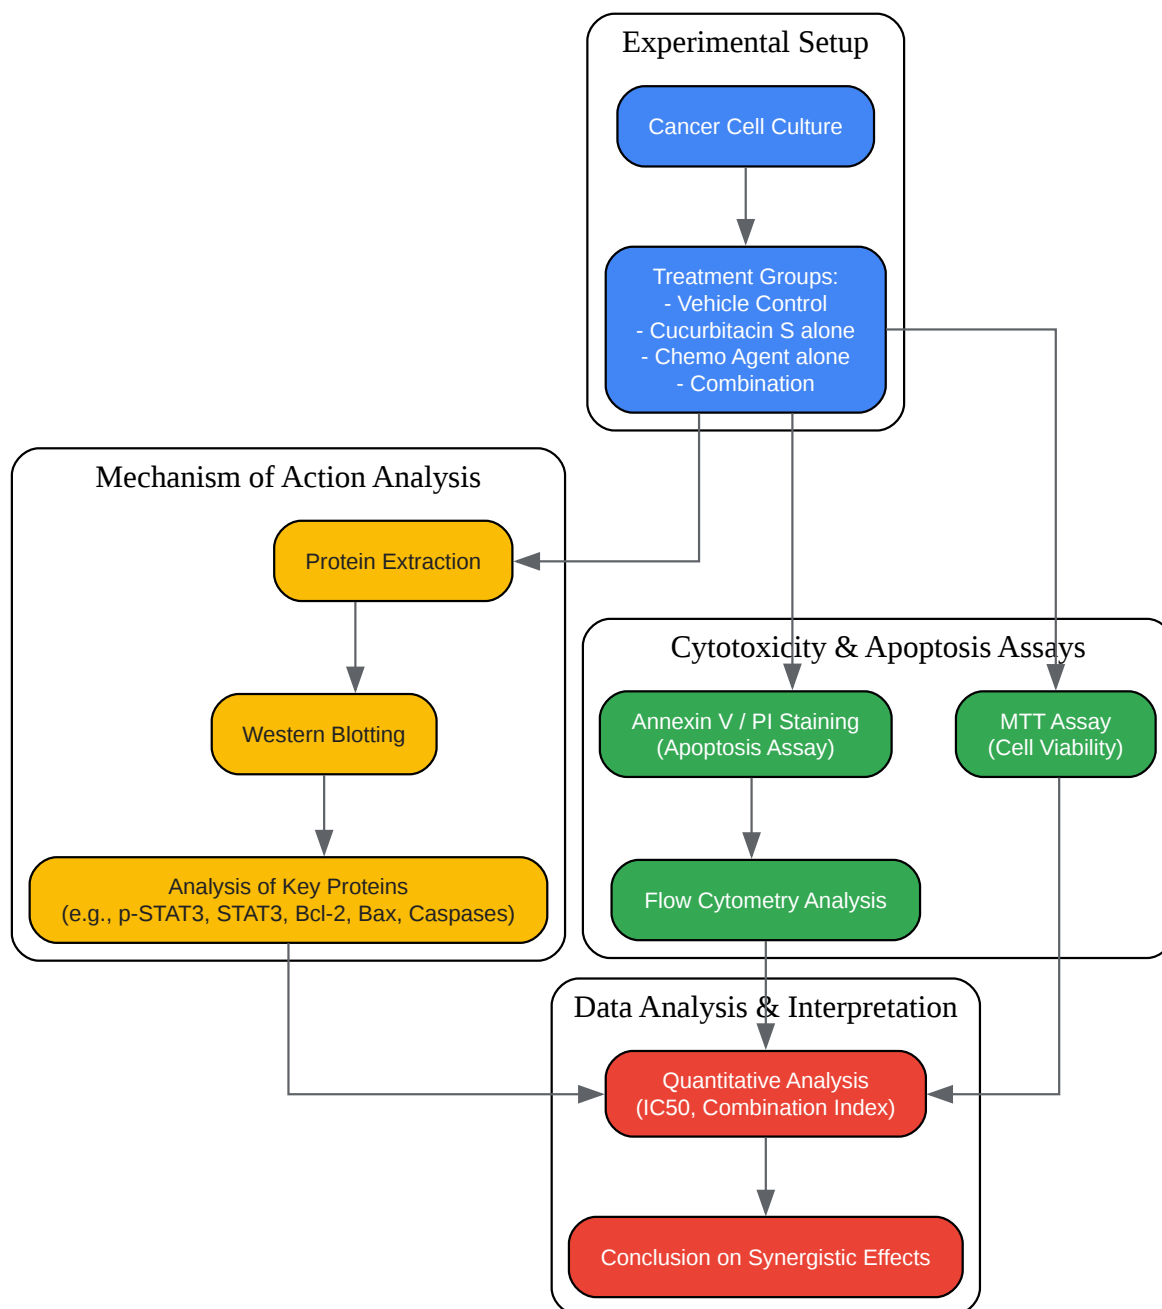 Experimental Setup
Cancer Cell Culture
Treatment Groups:
- Vehicle Control
- Cucurbitacin S alone
- Chemo Agent alone
- Combination
Mechanism of Action Analysis
Protein Extraction
Western Blotting
Analysis of Key Proteins
(e.g., p-STAT3, STAT3, Bcl-2, Bax, Caspases)
Cytotoxicity & Apoptosis Assays
Annexin V / PI Staining
(Apoptosis Assay)
MTT Assay
(Cell Viability)
Flow Cytometry Analysis
Data Analysis & Interpretation
Quantitative Analysis
(IC50, Combination Index)
Conclusion on Synergistic Effects